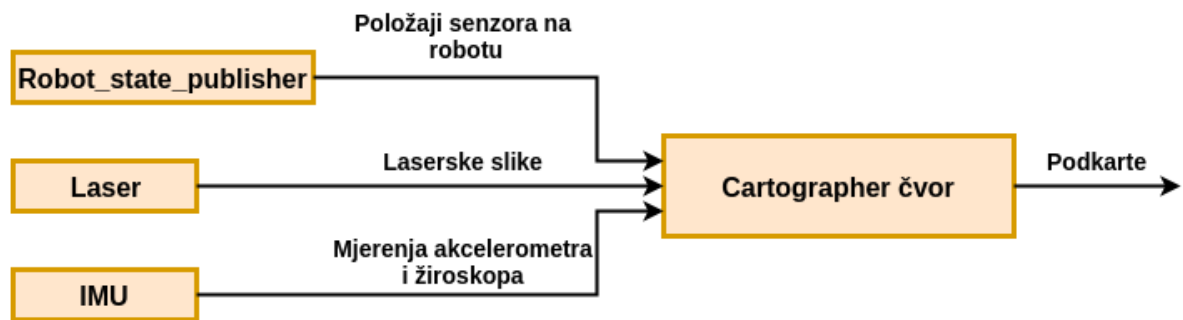 Položaji senzora na
robotu
Robot_state_publisher
Laserske slike
Laser
Cartographer čvor
Podkarte
Mjerenja akcelerometra
i žiroskopa
IMU